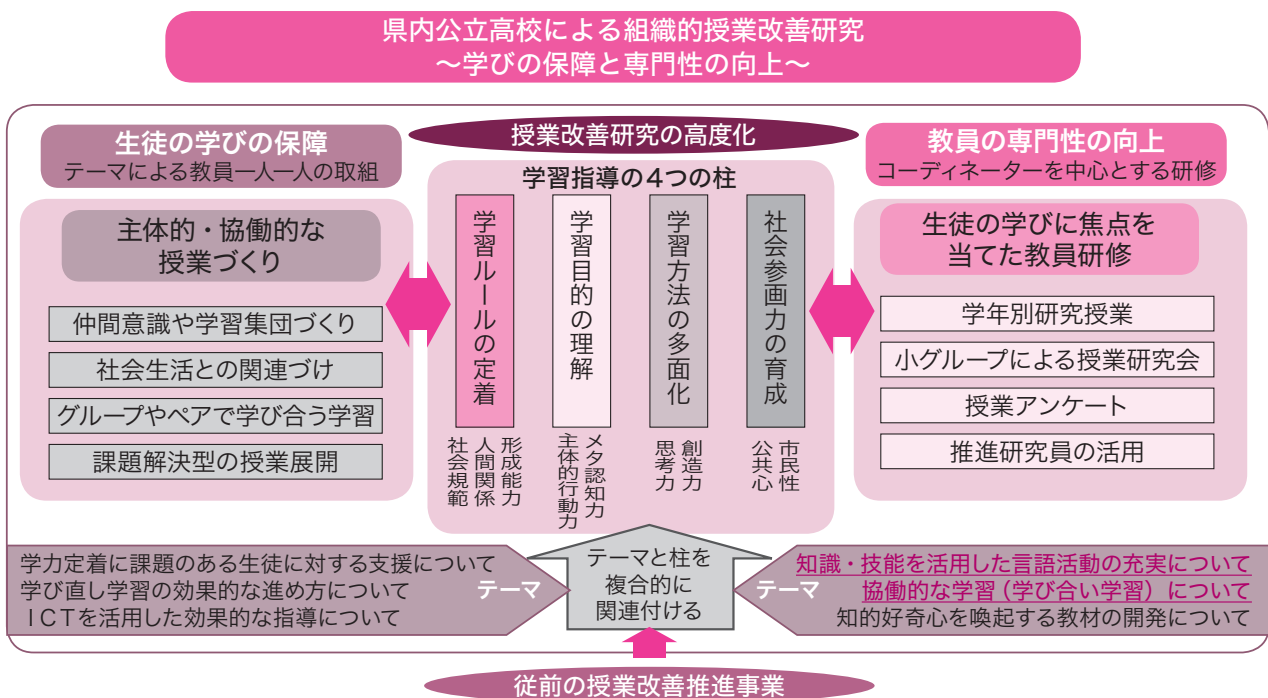 県内公立高校による組織的授業改善研究
～学びの保障と専門性の向上～
生徒の学びの保障
テーマによる教員一人一人の取組
主体的・協働的な
授業づくり
仲間意識や学習集団づくり
社会生活との関連づけ
グループやペアで学び合う学習
課題解決型の授業展開
授業改善研究の高度化
学習指導の4つの柱
学習ルールの定着
社会規範
人間関係
形成能力
学習目的の理解
主体的行動力
メタ認知力
学習方法の多面化
思考力
創造力
社会参画力の育成
公共心
市民性
教員の専門性の向上
コーディネーターを中心とする研修
生徒の学びに焦点を
当てた教員研修
学年別研究授業
小グループによる授業研究会
授業アンケート
推進研究員の活用
学力定着に課題のある生徒に対する支援について
学び直し学習の効果的な進め方について
ICTを活用した効果的な指導について
テーマ
テーマと柱を
複合的に
関連付ける
テーマ
知識・技能を活用した言語活動の充実について
協働的な学習（学び合い学習）について
知的好奇心を喚起する教材の開発について
従前の授業改善推進事業